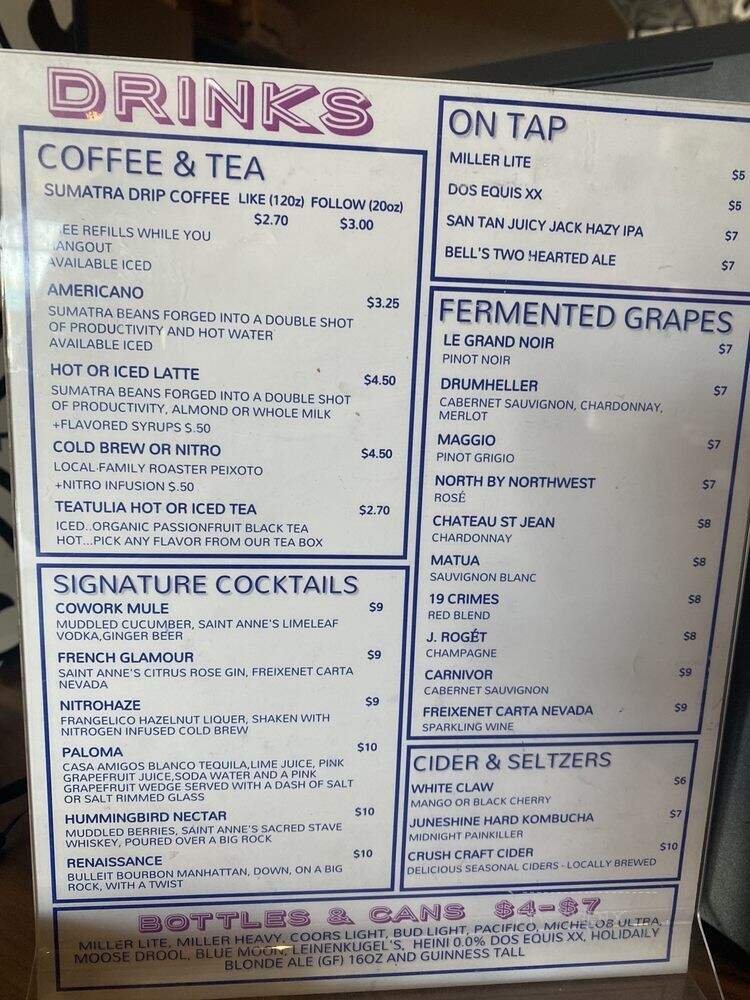 DRINKS
COFFEE & TEA
SUMATRA DRIP COFFEE LIKE (12oz) FOLLOW (20oz)
$2.70 $3.00
REFILLS WHILE YOU
AVAILABLE ICED
AMERICANO $3.25
SUMATRA BEANS FORGED INTO A DOUBLE SHOT
OF PRODUCTIVITY AND HOT WATER
AVAILABLE ICED
HOT OR ICED LATTE $4.50
SUMATRA BEANS FORGED INTO A DOUBLE SHOT
OF PRODUCTIVITY, ALMOND OR WHOLE MILK
+FLAVORED SYRUPS $.50
COLD BREW OR NITRO $4.50
LOCAL FAMILY ROASTER PEIXOTO
+NITRO INFUSION $.50
TEATULIA HOT OR ICED TEA $2.70
ICED..ORGANIC PASSIONFRUIT BLACK TEA
HOT...PICK ANY FLAVOR FROM OUR TEA BOX
SIGNATURE COCKTAILS
COWORK MULE $9
MUDDLED CUCUMBER, SAINT ANNE'S LIMELEAF
VODKA,GINGER BEER
FRENCH GLAMOUR $9
SAINT ANNE'S CITRUS ROSE GIN, FREIXENET CARTA
NEVADA
NITROHAZE $9
FRANGELICO HAZELNUT LIQUER, SHAKEN WITH
NITROGEN INFUSED COLD BREW
PALOMA $10
CASA AMIGOS BLANCO TEQUILA,LIME JUICE, PINK
GRAPEFRUIT JUICE,SODA WATER AND A PINK
GRAPEFRUIT WEDGE SERVED WITH A DASH OF SALT
OR SALT RIMMED GLASS
HUMMINGBIRD NECTAR $10
MUDDLED BERRIES, SAINT ANNE'S SACRED STAVE
WHISKEY, POURED OVER A BIG ROCK
RENAISSANCE $10
BULLEIT BOURBON MANHATTAN, DOWN, ON A BIG
ROCK, WITH A TWIST
ON TAP
MILLER LITE $5
DOS EQUIS XX $5
SAN TAN JUICY JACK HAZY IPA $7
BELL'S TWO HEARTED ALE $7
FERMENTED GRAPES
LE GRAND NOIR $7
PINOT NOIR
DRUMHELLER $7
CABERNET SAUVIGNON, CHARDONNAY,
MERLOT
MAGGIO $7
PINOT GRIGIO
NORTH BY NORTHWEST $7
ROSÉ
CHATEAU ST JEAN $8
CHARDONNAY
MATUA $8
SAUVIGNON BLANC
19 CRIMES $8
RED BLEND
J. ROGÉT $8
CHAMPAGNE
CARNIVOR $9
CABERNET SAUVIGNON
FREIXENET CARTA NEVADA $9
SPARKLING WINE
CIDER & SELTZERS
WHITE CLAW $6
MANGO OR BLACK CHERRY
JUNESHINE HARD KOMBUCHA $7
MIDNIGHT PAINKILLER
CRUSH CRAFT CIDER $10
DELICIOUS SEASONAL CIDERS - LOCALLY BREWED
BOTTLES & CANS $4-$7
MILLER LITE, MILLER HEAVY, COORS LIGHT, BUD LIGHT, PACIFICO, MICHELOB ULTRA,
MOOSE DROOL, BLUE MOON, LEINENKUGEL'S, HEINI 0.0% DOS EQUIS XX, HOLIDAILY
BLONDE ALE (GF) 16OZ AND GUINNESS TALL